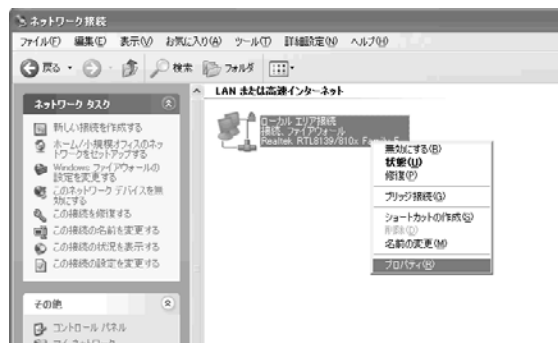 ネットワーク接続
ファイル(F) 編集(E) 表示(V) お気に入り(A) ツール(T) 詳細設定(N) ヘルプ(H)
戻る 検索 フォルダ
ネットワーク タスク
新しい接続を作成する
ホーム/小規模オフィスのネッ
トワークをセットアップする
Windows ファイアウォールの
設定を変更する
このネットワーク デバイスを無
効にする
この接続を修復する
この接続の名前を変更する
この接続の状況を表示する
この接続の設定を変更する
その他
コントロール パネル
マイ ネットワーク
LAN または高速インターネット
ローカル エリア接続
接続, ファイアウォール
Realtek RTL8139/810x Family F
無効にする(B)
状態(U)
修復(P)
ブリッジ接続(G)
ショートカットの作成(S)
削除(D)
名前の変更(M)
プロパティ(R)